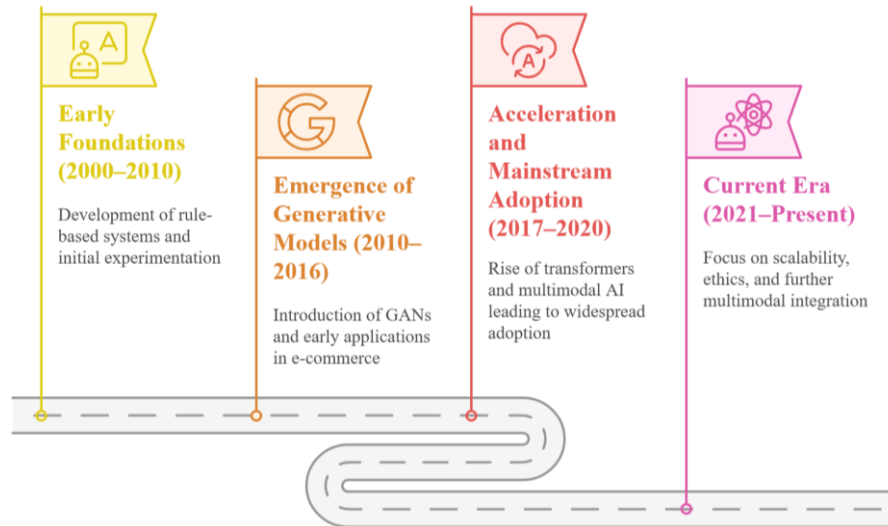 A
Early
Foundations
(2000–2010)
Development of rule-
based systems and
initial experimentation
G
Emergence of
Generative
Models (2010–
2016)
Introduction of GANs
and early applications
in e-commerce
A
Acceleration
and
Mainstream
Adoption
(2017–2020)
Rise of transformers
and multimodal AI
leading to widespread
adoption
Current Era
(2021–Present)
Focus on scalability,
ethics, and further
multimodal integration